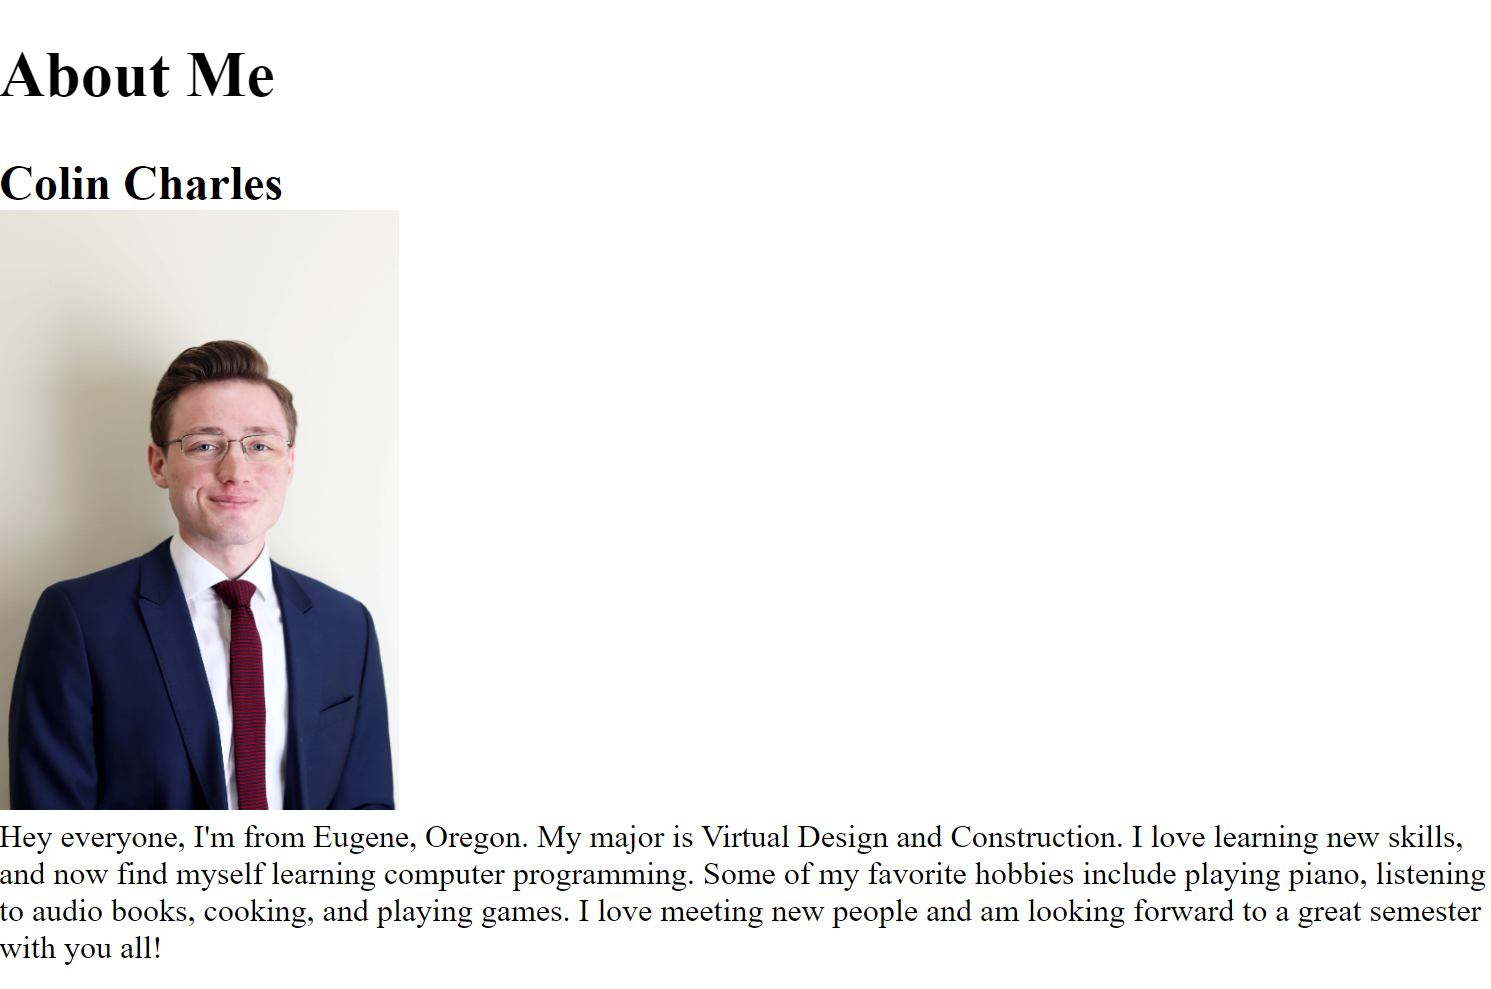 About Me
Colin Charles
Hey everyone, I'm from Eugene, Oregon. My major is Virtual Design and Construction. I love learning new skills,
and now find myself learning computer programming. Some of my favorite hobbies include playing piano, listening
to audio books, cooking, and playing games. I love meeting new people and am looking forward to a great semester
with you all!